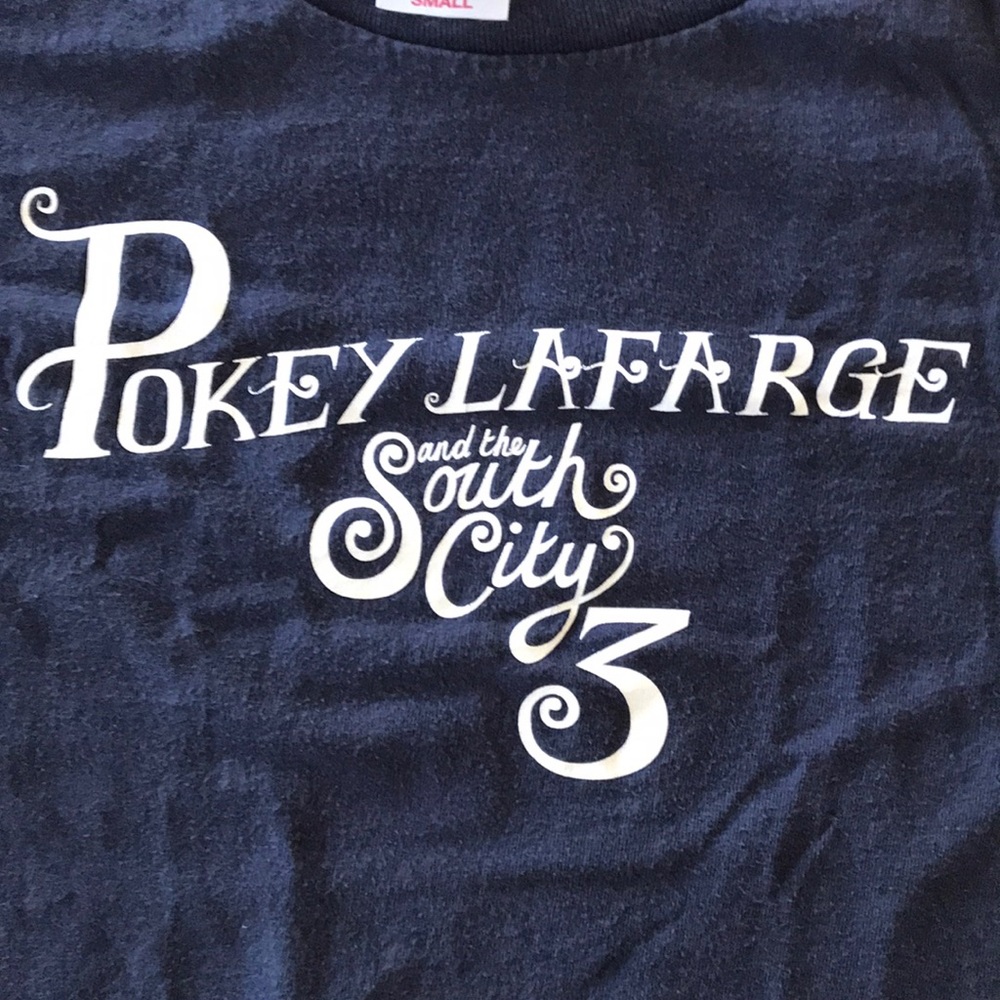 SMALL
POKEY LAFARGE
and the
South
City
3